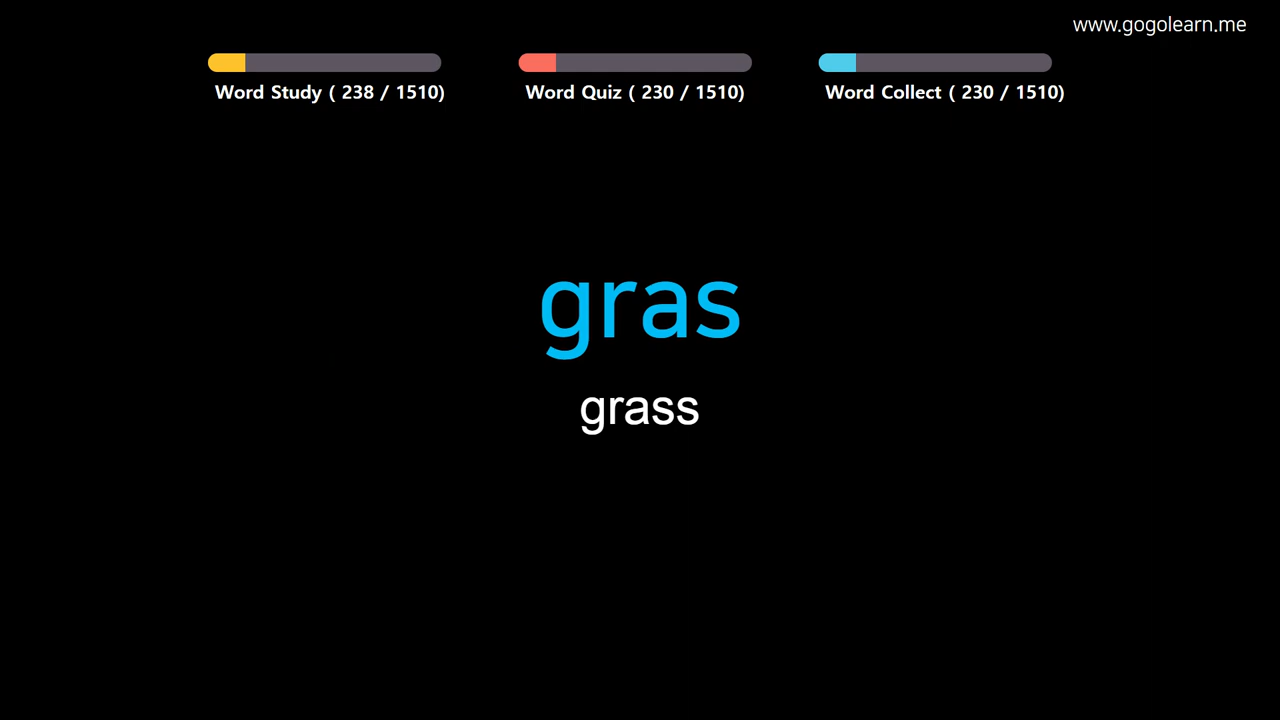 www.gogolearn.me
Word Study ( 238 / 1510)
Word Quiz ( 230 / 1510)
Word Collect ( 230 / 1510)
gras
grass